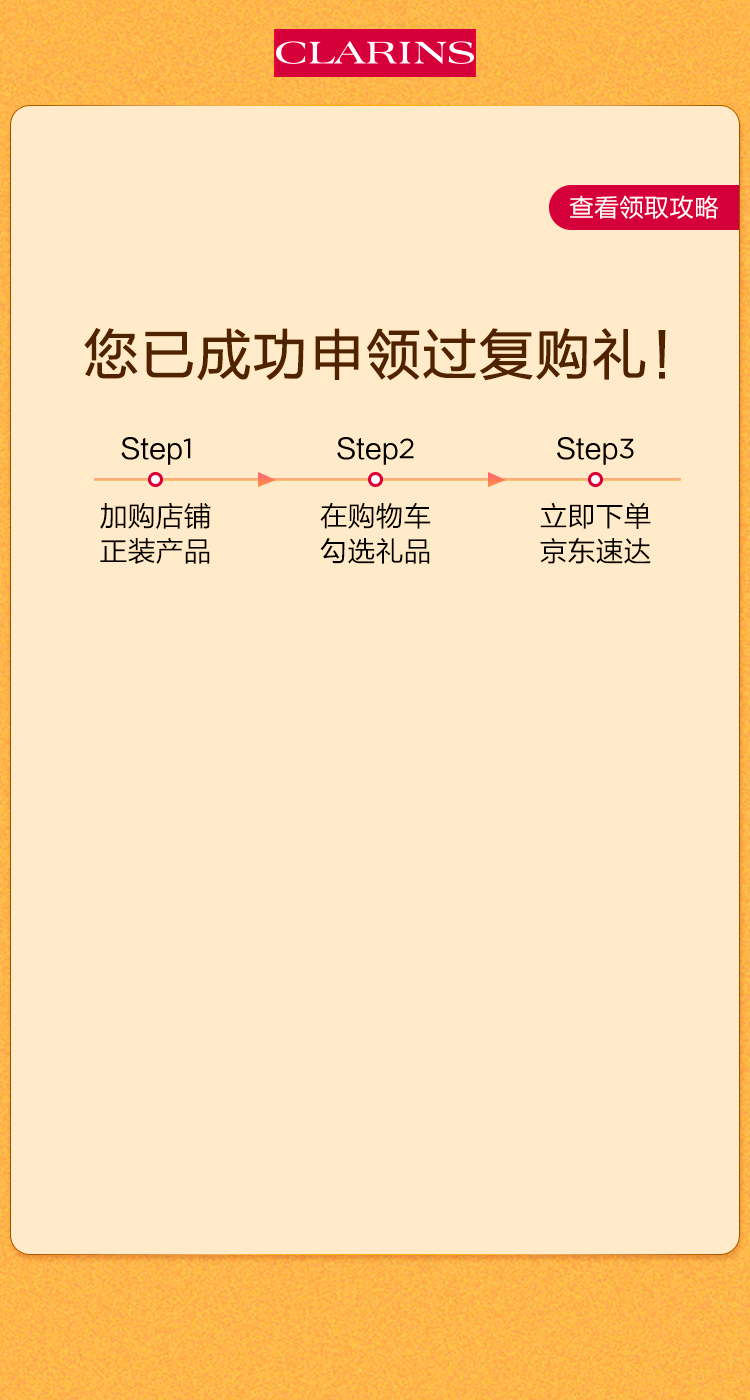 CLARINS
查看领取攻略
您已成功申领过复购礼！
Step1
Step2
Step3
加购店铺
正装产品
在购物车
勾选礼品
立即下单
京东速达